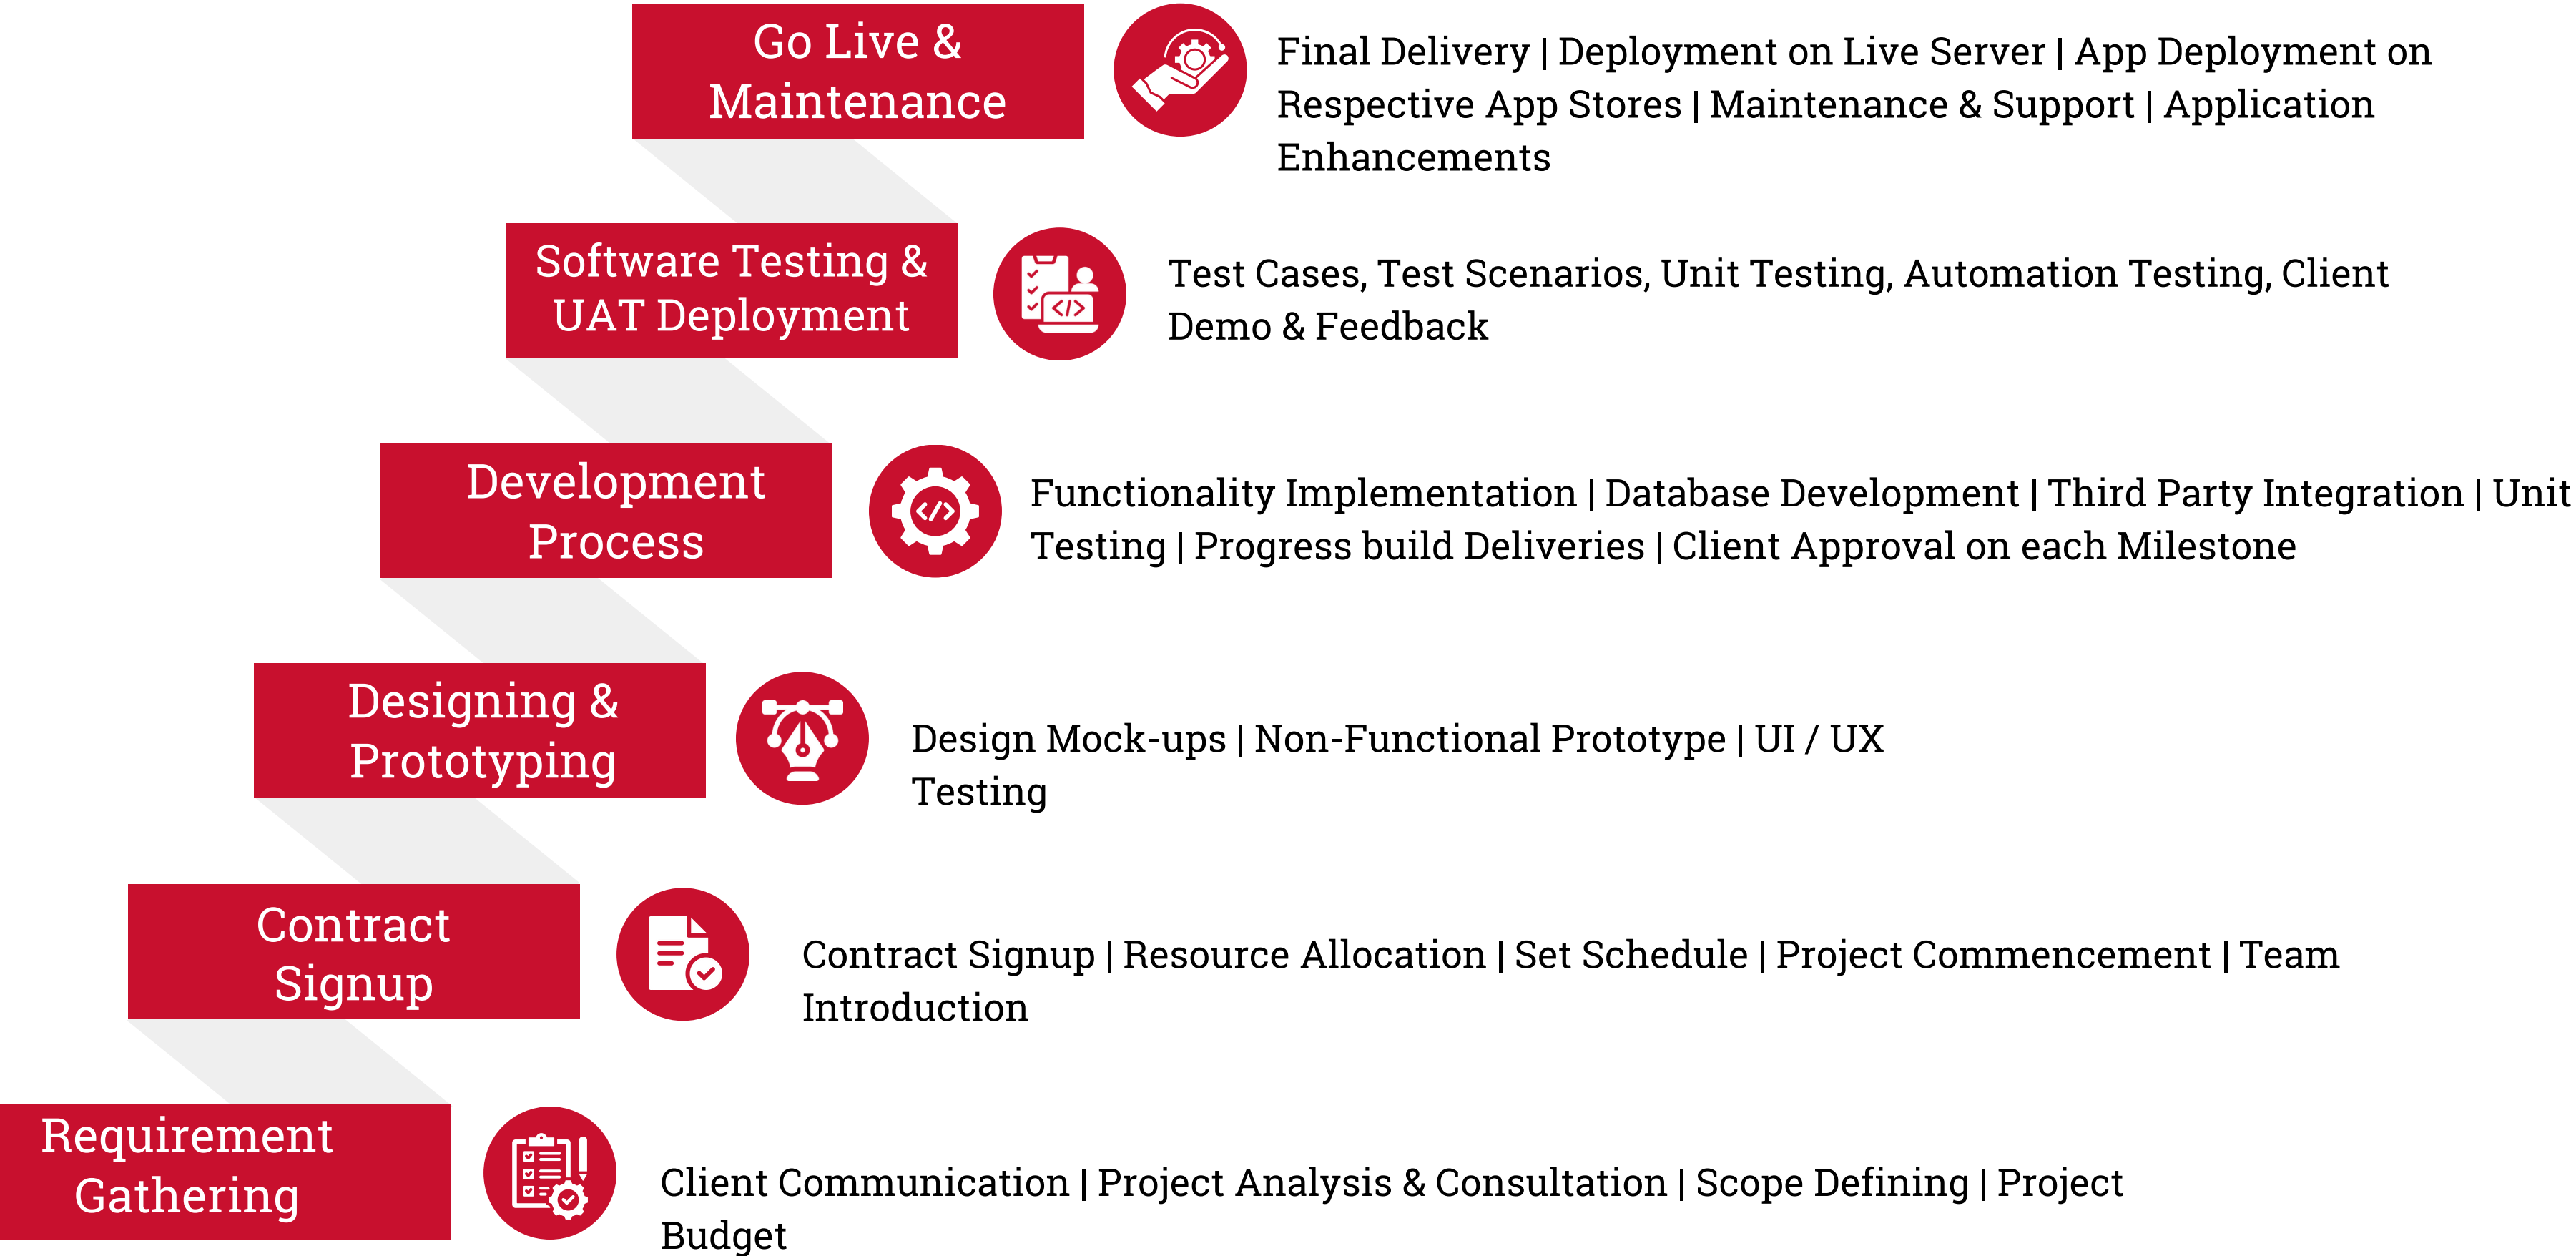 Go Live &
Maintenance
Final Delivery | Deployment on Live Server | App Deployment on
Respective App Stores | Maintenance & Support | Application
Enhancements
Software Testing &
UAT Deployment
Test Cases, Test Scenarios, Unit Testing, Automation Testing, Client
Demo & Feedback
Development
Process
Functionality Implementation | Database Development | Third Party Integration | Unit
Testing | Progress build Deliveries | Client Approval on each Milestone
Designing &
Prototyping
Design Mock-ups | Non-Functional Prototype | UI / UX
Testing
Contract
Signup
Contract Signup | Resource Allocation | Set Schedule | Project Commencement | Team
Introduction
Requirement
Gathering
Client Communication | Project Analysis & Consultation | Scope Defining | Project
Budget